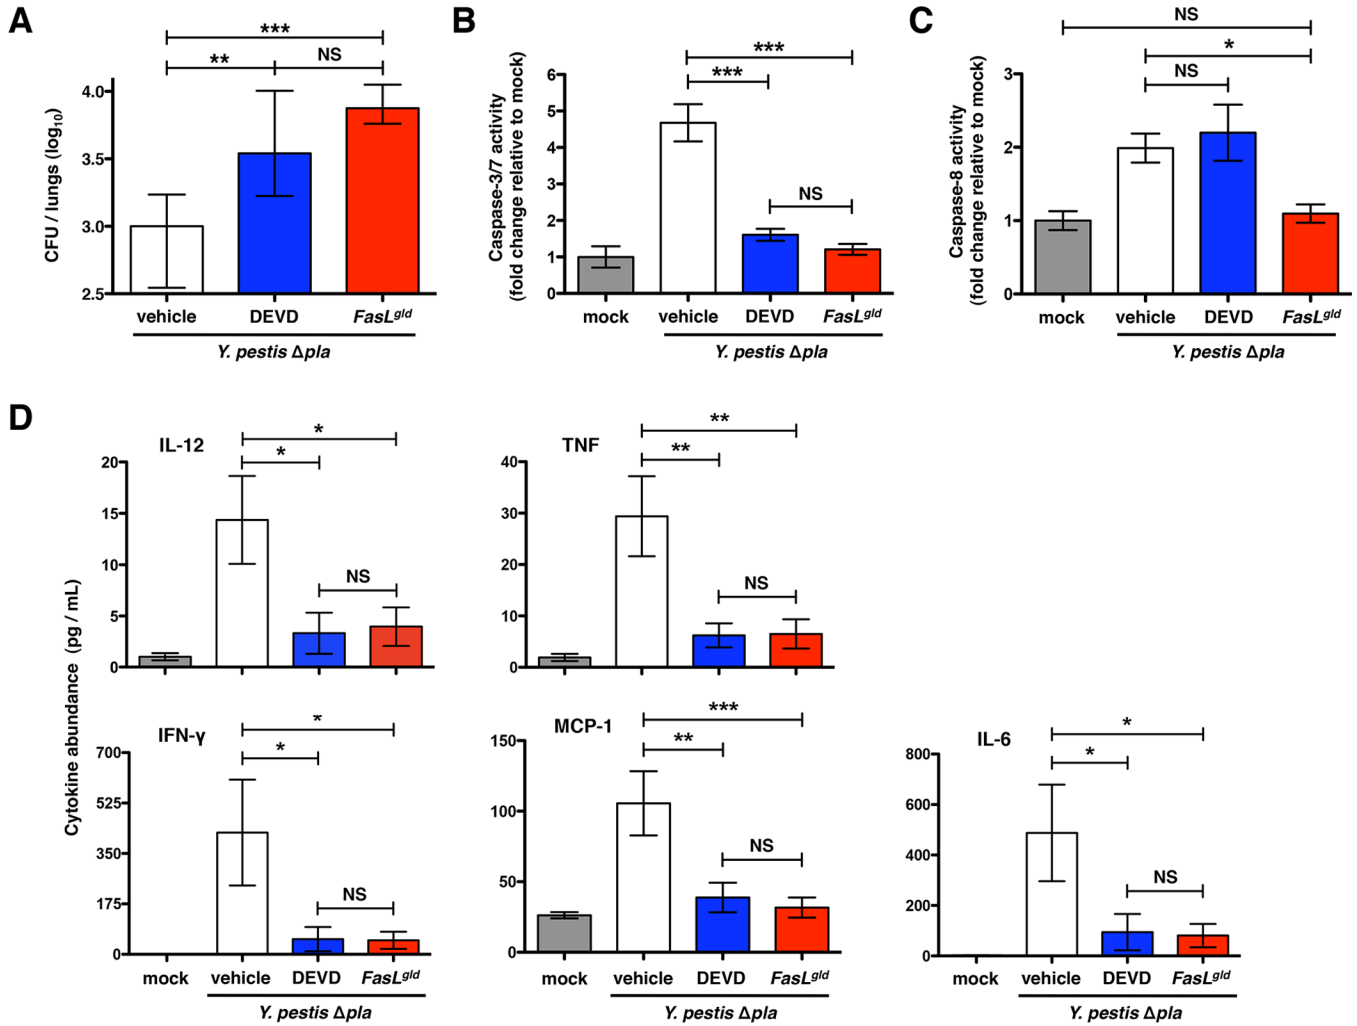 A
***
**
NS
CFU / lungs (log10)
4.0
3.5
3.0
2.5
vehicle
DEVD
FasLgld
Y. pestis Δpla
B
***
***
NS
Caspase-3/7 activity
(fold change relative to mock)
6
5
4
3
2
1
0
mock
vehicle
DEVD
FasLgld
Y. pestis Δpla
C
NS
*
NS
Caspase-8 activity
(fold change relative to mock)
3
2
1
0
mock
vehicle
DEVD
FasLgld
Y. pestis Δpla
D
Cytokine abundance (pg / mL)
IL-12
*
*
NS
20
15
10
5
0
TNF
**
**
NS
40
30
20
10
0
IFN-γ
*
*
NS
700
525
350
175
0
mock
vehicle
DEVD
FasLgld
Y. pestis Δpla
MCP-1
***
**
NS
150
100
50
0
mock
vehicle
DEVD
FasLgld
Y. pestis Δpla
IL-6
*
*
NS
800
600
400
200
0
mock
vehicle
DEVD
FasLgld
Y. pestis Δpla